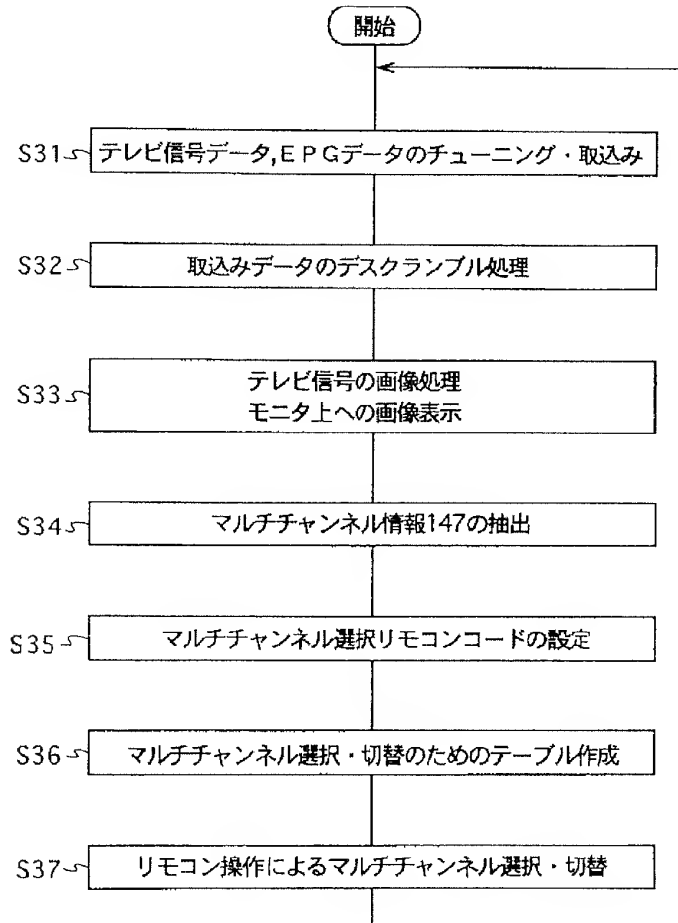 開始
S31 テレビ信号データ,EPGデータのチューニング・取込み
S32 取込みデータのデスクランブル処理
S33 テレビ信号の画像処理
モニタ上への画像表示
S34 マルチチャンネル情報147の抽出
S35 マルチチャンネル選択リモコンコードの設定
S36 マルチチャンネル選択・切替のためのテーブル作成
S37 リモコン操作によるマルチチャンネル選択・切替